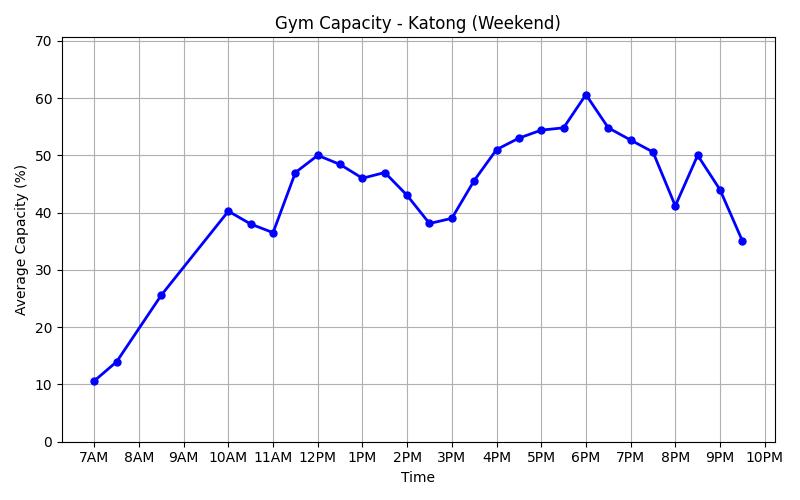 Gym Capacity - Katong (Weekend)
Average Capacity (%)
70
60
50
40
30
20
10
0
7AM 8AM 9AM 10AM 11AM 12PM 1PM 2PM 3PM 4PM 5PM 6PM 7PM 8PM 9PM 10PM
Time